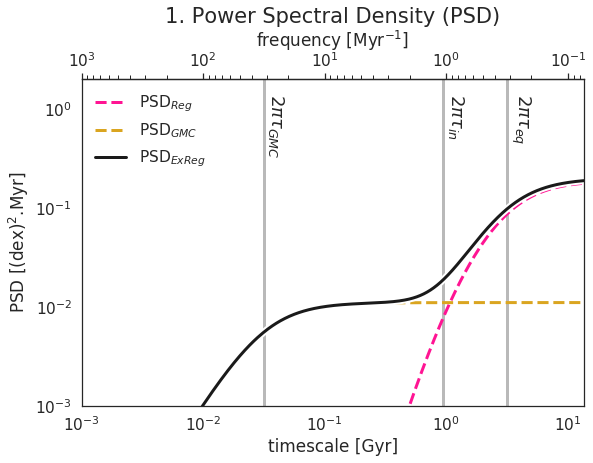 1. Power Spectral Density (PSD)
frequency [Myr⁻¹]
10³ 10² 10¹ 10⁰ 10⁻¹
PSD_Reg
PSD_GMC
PSD_ExReg
2πτ_GMC
2πτ_in
2πτ_eq
PSD [(dex)².Myr]
10⁰
10⁻¹
10⁻²
10⁻³
10⁻³ 10⁻² 10⁻¹ 10⁰ 10¹
timescale [Gyr]